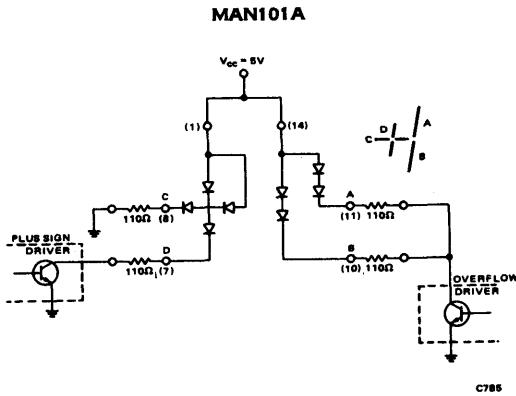 MAN101A
V_CC = 5V
(1)
(14)
D
A
C
B
C
110Ω
(8)
A
(11)
110Ω
PLUS SIGN
DRIVER
D
110Ω
(7)
B
(10)
110Ω
OVERFLOW
DRIVER
C785